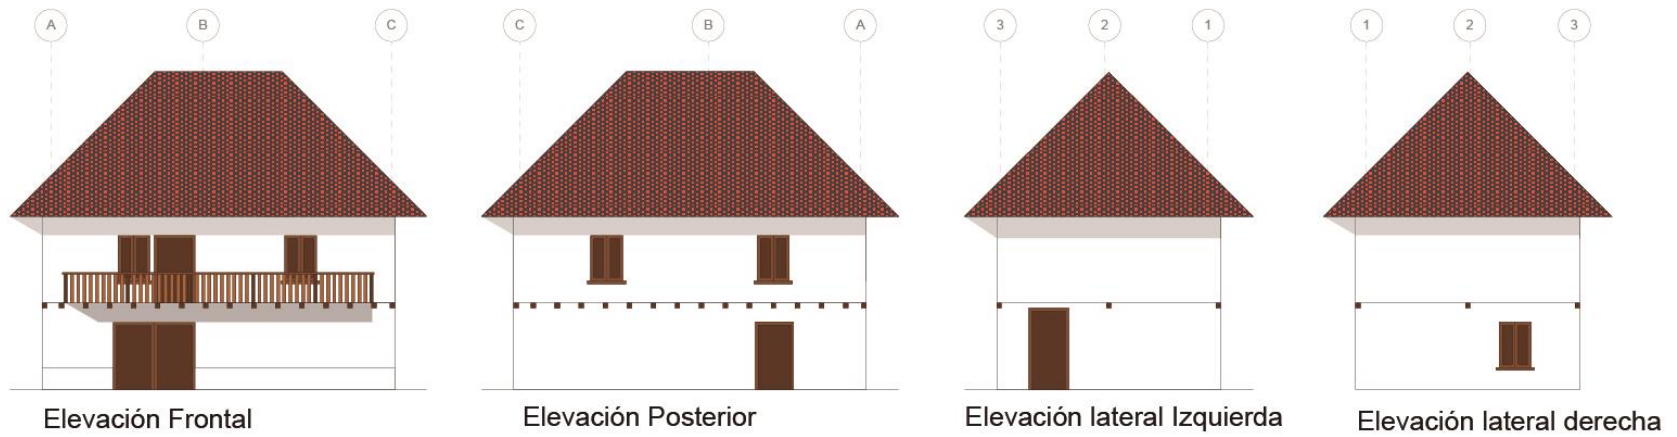 A B C C B A 3 2 1 1 2 3
Elevación Frontal
Elevación Posterior
Elevación lateral Izquierda
Elevación lateral derecha